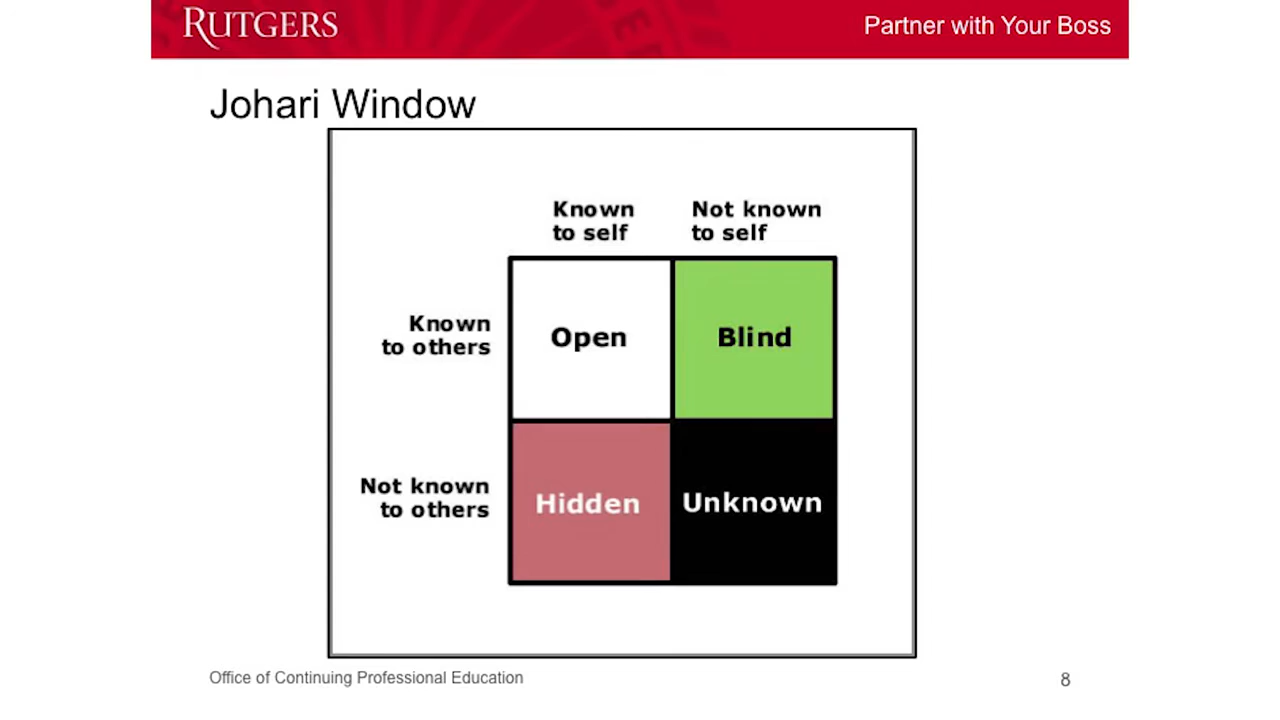 RUTGERS
Partner with Your Boss
Johari Window
Known
to self
Not known
to self
Known
to others
Open
Blind
Not known
to others
Hidden
Unknown
Office of Continuing Professional Education
8